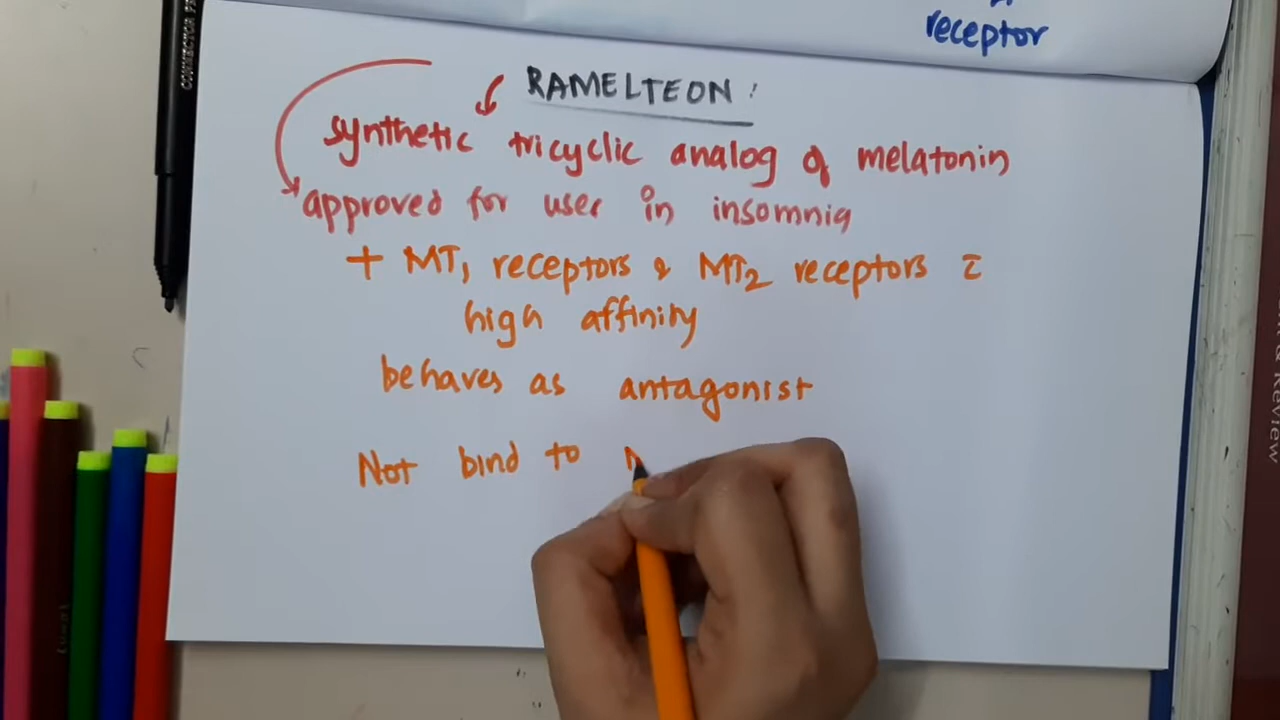 receptor
RAMELTEON :
synthetic tricyclic analog of melatonin
approved for user in insomnia
+ MT1 receptors & MT2 receptors c̄
high affinity
behaves as antagonist
Not bind to
Review